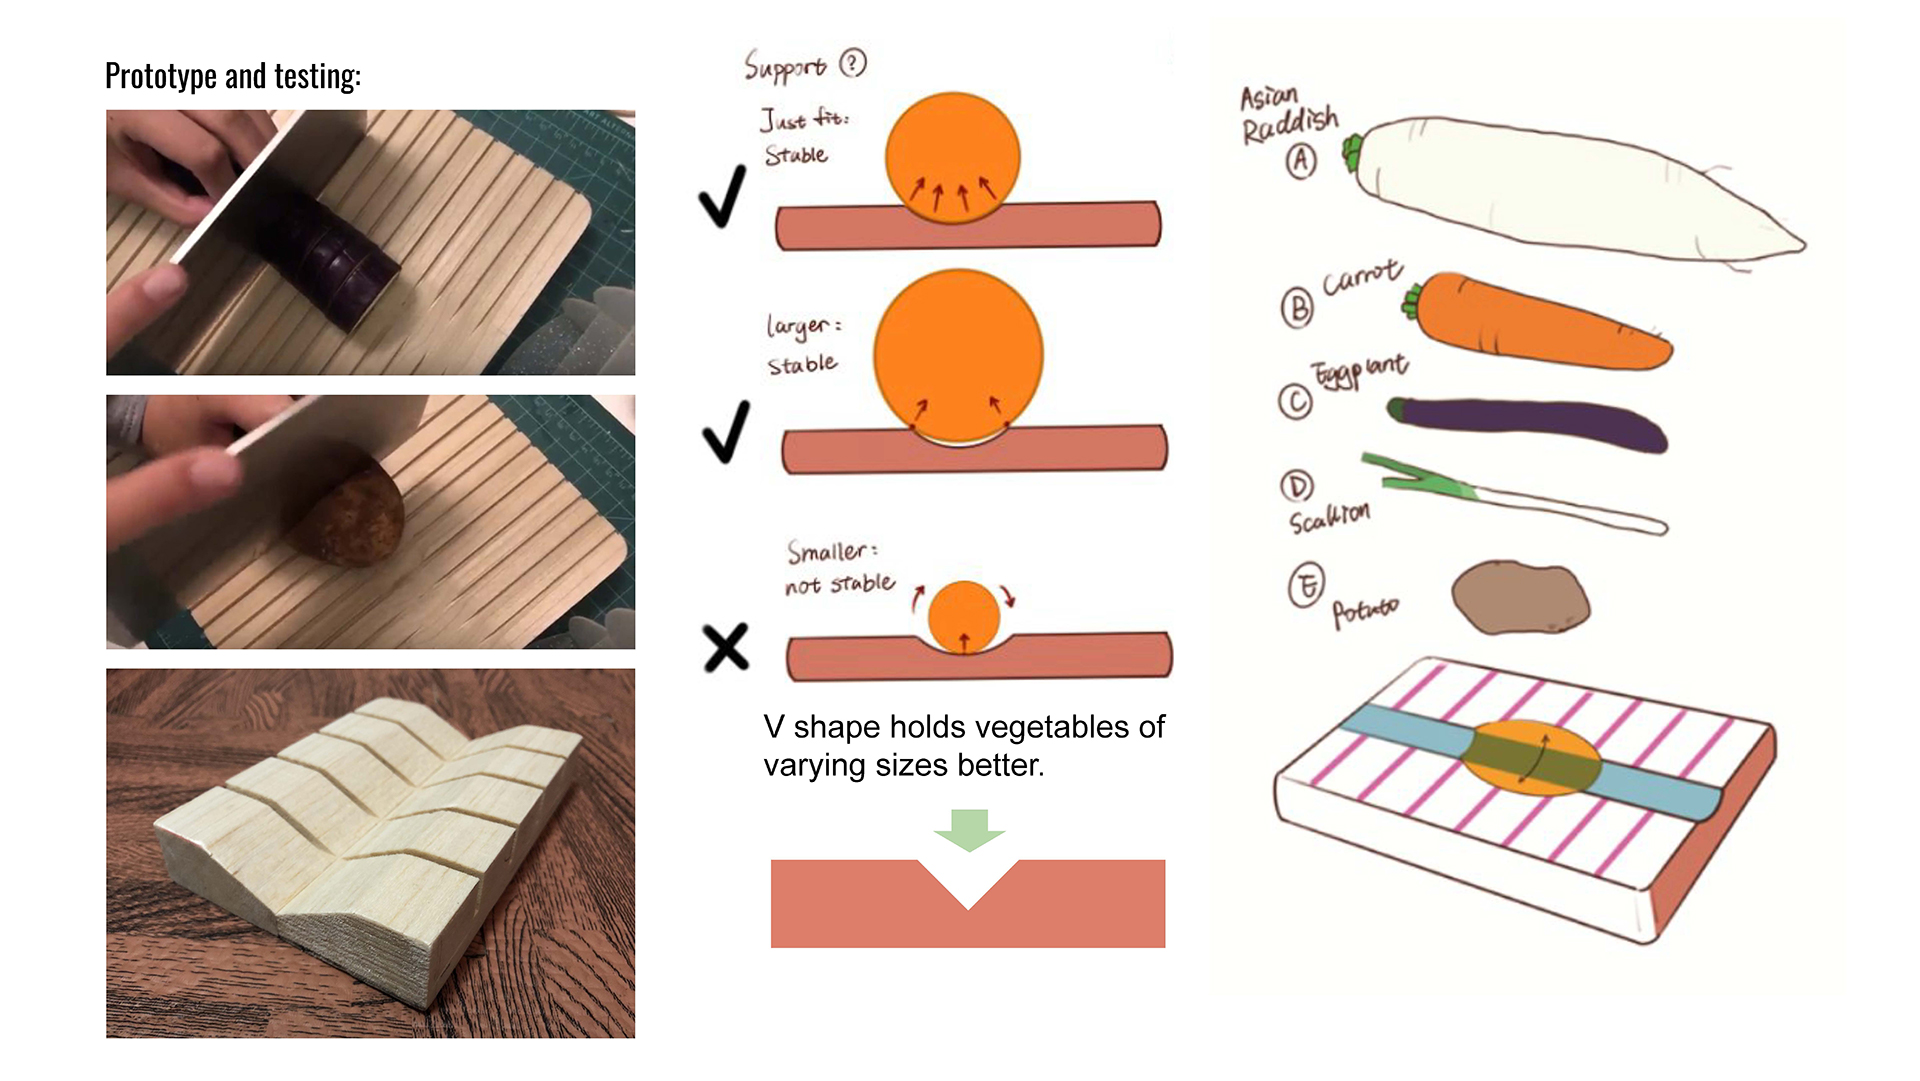 Prototype and testing:
Support ?
Just fit:
Stable
larger:
stable
Smaller:
not stable
V shape holds vegetables of
varying sizes better.
Asian
Raddish
A
B Carrot
Eggplant
C
D
Scallion
E
Potato